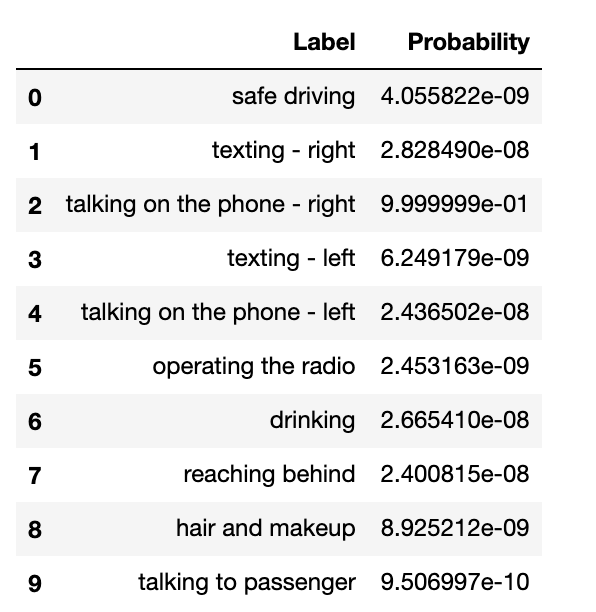 Label Probability
0 safe driving 4.055822e-09
1 texting - right 2.828490e-08
2 talking on the phone - right 9.999999e-01
3 texting - left 6.249179e-09
4 talking on the phone - left 2.436502e-08
5 operating the radio 2.453163e-09
6 drinking 2.665410e-08
7 reaching behind 2.400815e-08
8 hair and makeup 8.925212e-09
9 talking to passenger 9.506997e-10